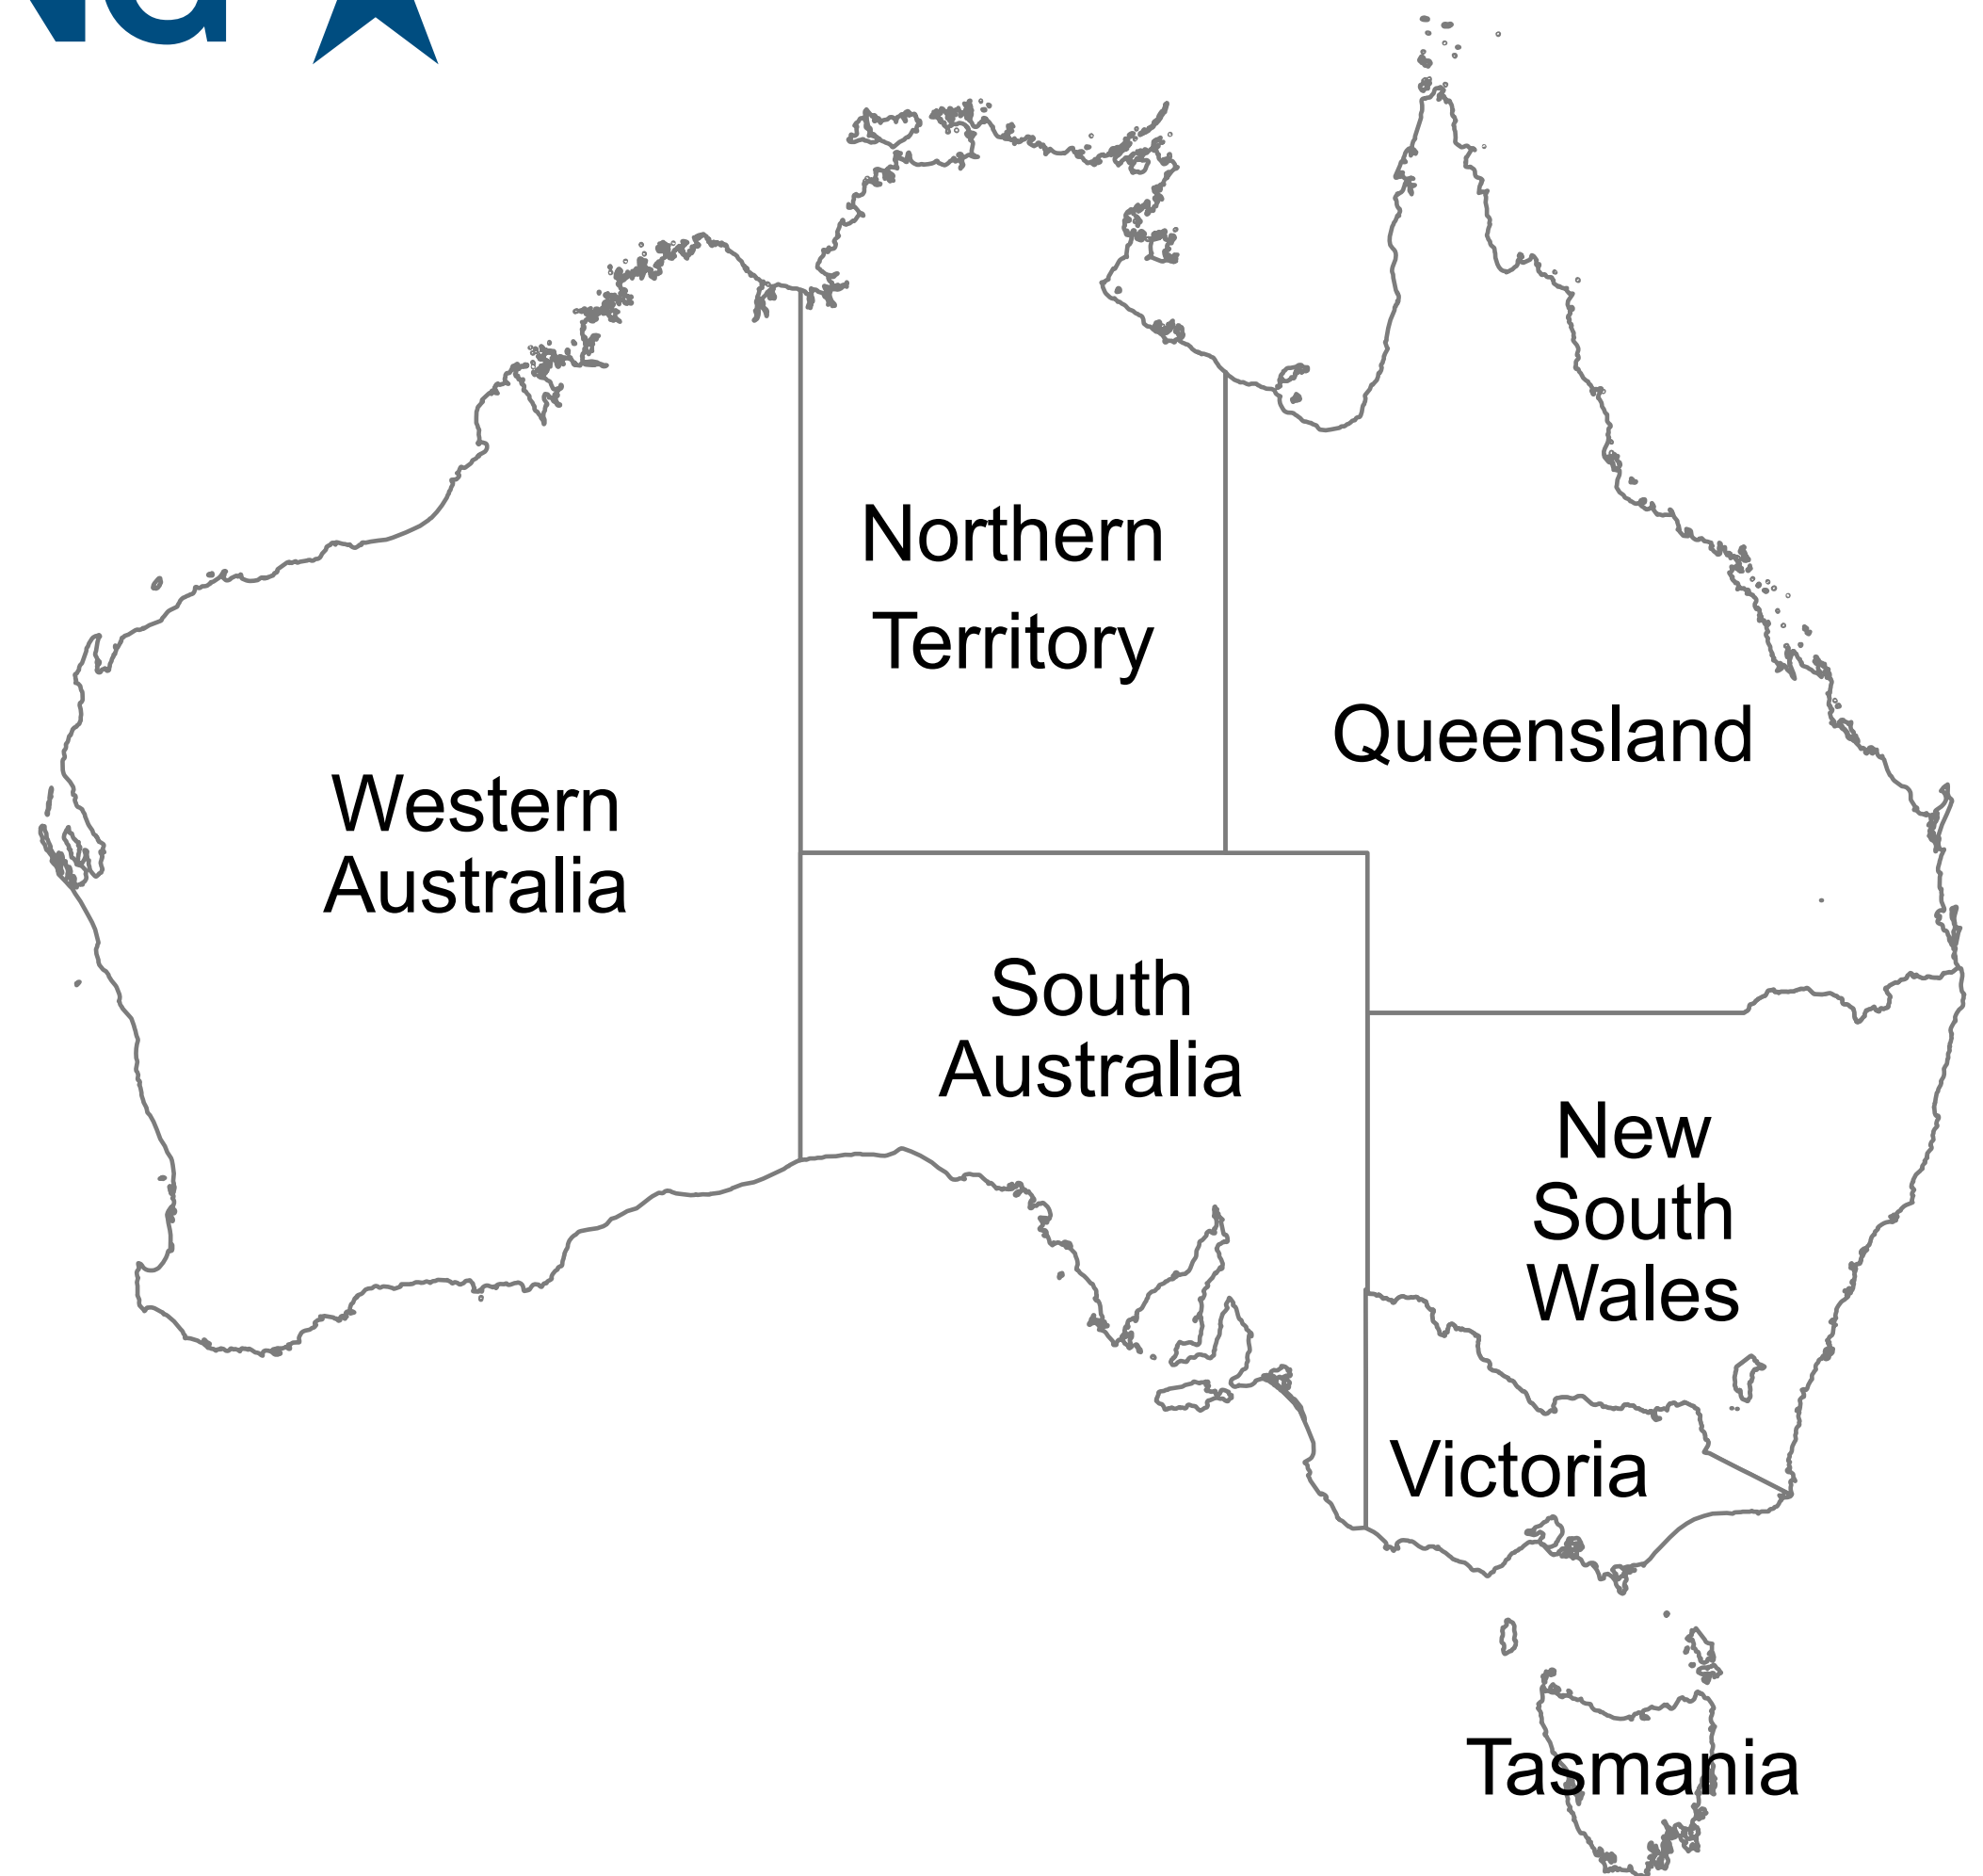 Northern
Territory
Queensland
Western
Australia
South
Australia
New
South
Wales
Victoria
Tasmania